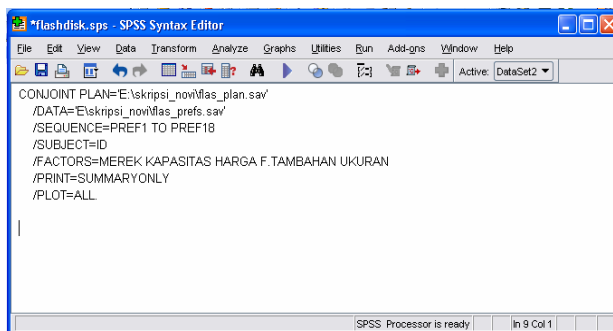 *flashdisk.sps - SPSS Syntax Editor
File Edit View Data Transform Analyze Graphs Utilities Run Add-ons Window Help
Active: DataSet2
CONJOINT PLAN='E:\skripsi_novi\flas_plan.sav'
/DATA='E\skripsi_novi\flas_prefs.sav'
/SEQUENCE=PREF1 TO PREF18
/SUBJECT=ID
/FACTORS=MEREK KAPASITAS HARGA F.TAMBAHAN UKURAN
/PRINT=SUMMARYONLY
/PLOT=ALL.
SPSS Processor is ready In 9 Col 1